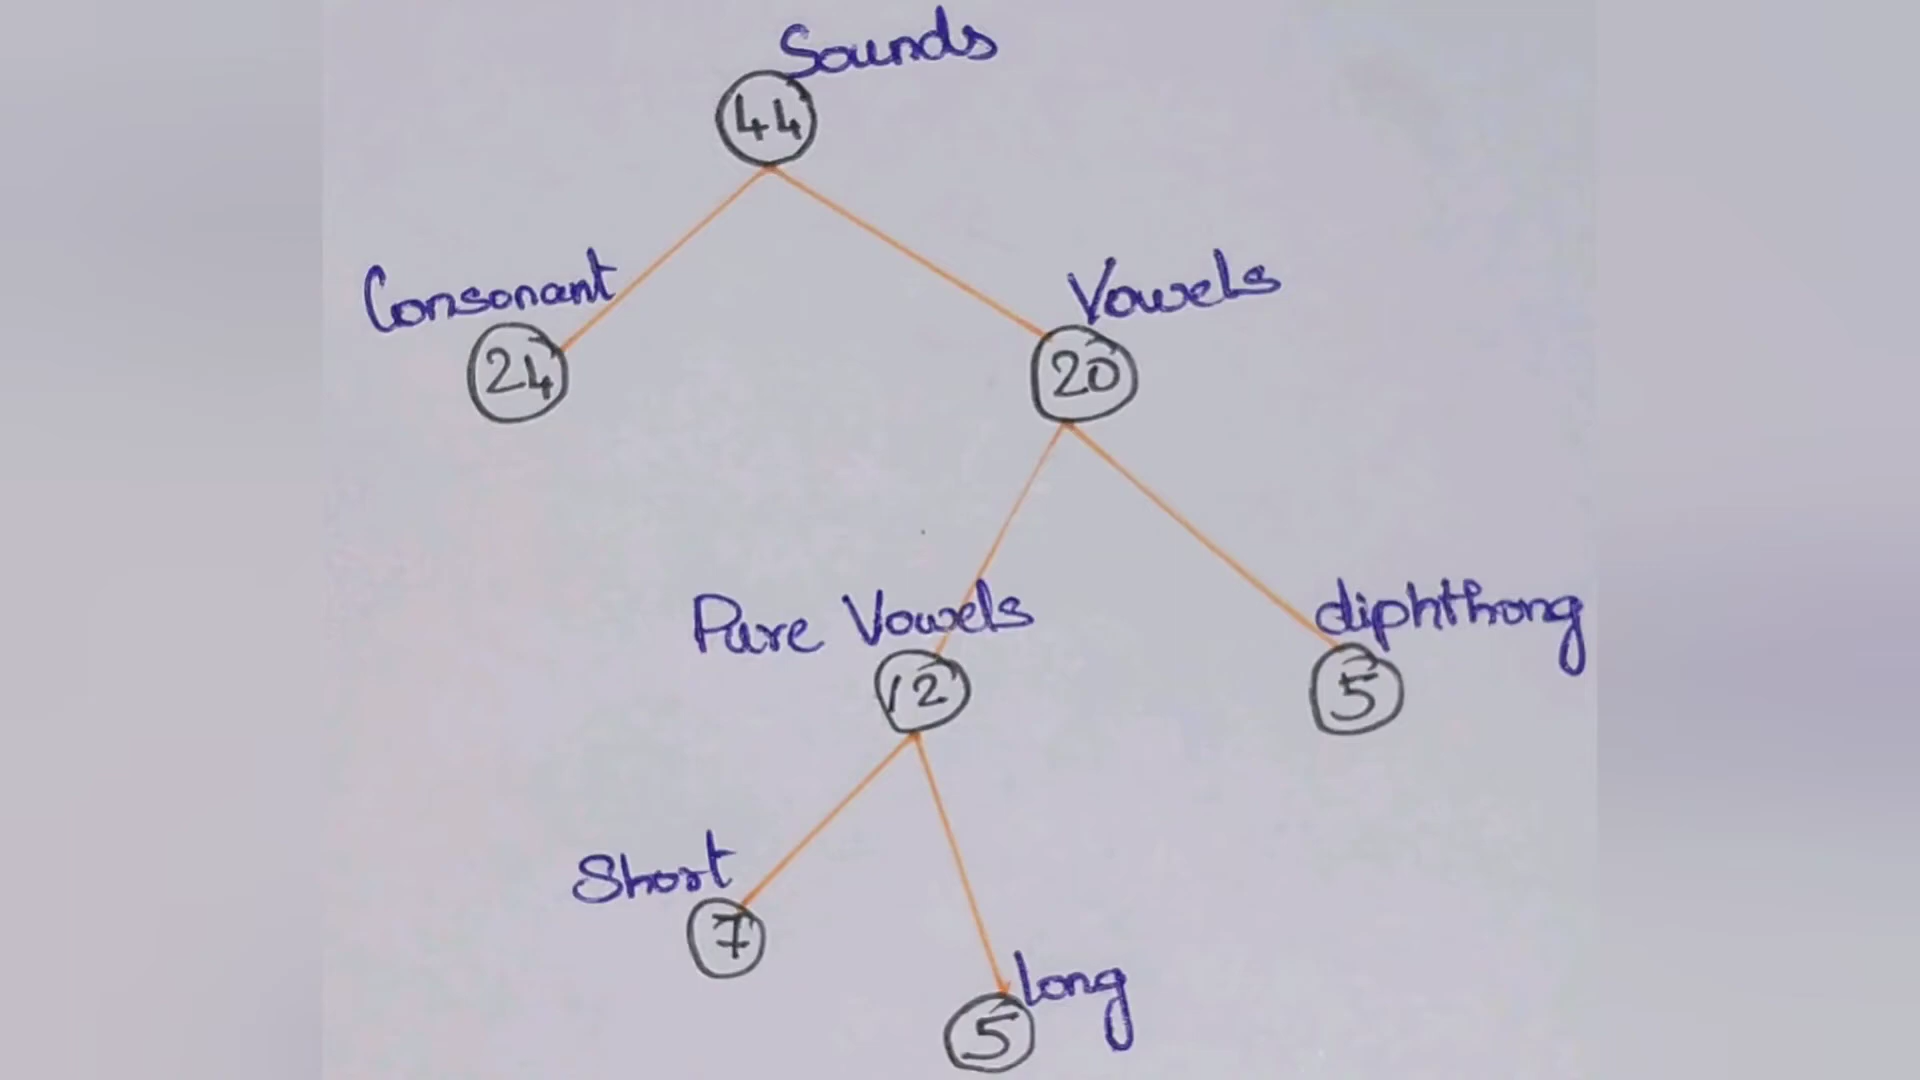 Sounds
44
Consonant
24
Vowels
20
Pure Vowels
12
diphthong
5
Short
7
long
5